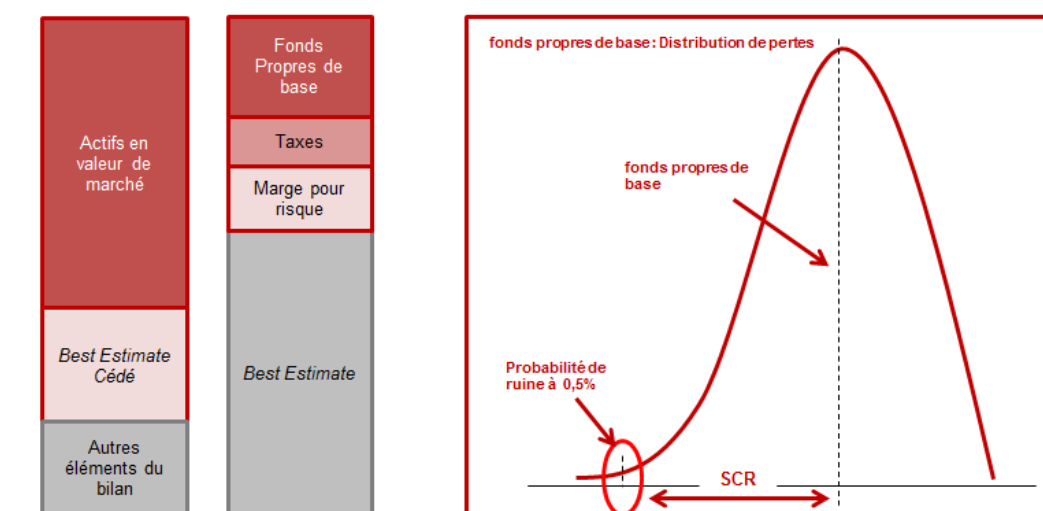 Actifs en
valeur de
marché
Best Estimate
Cédé
Autres
éléments du
bilan
Fonds
Propres de
base
Taxes
Marge pour
risque
Best Estimate
fonds propres de base : Distribution de pertes
fonds propres de
base
Probabilité de
ruine à 0,5%
SCR